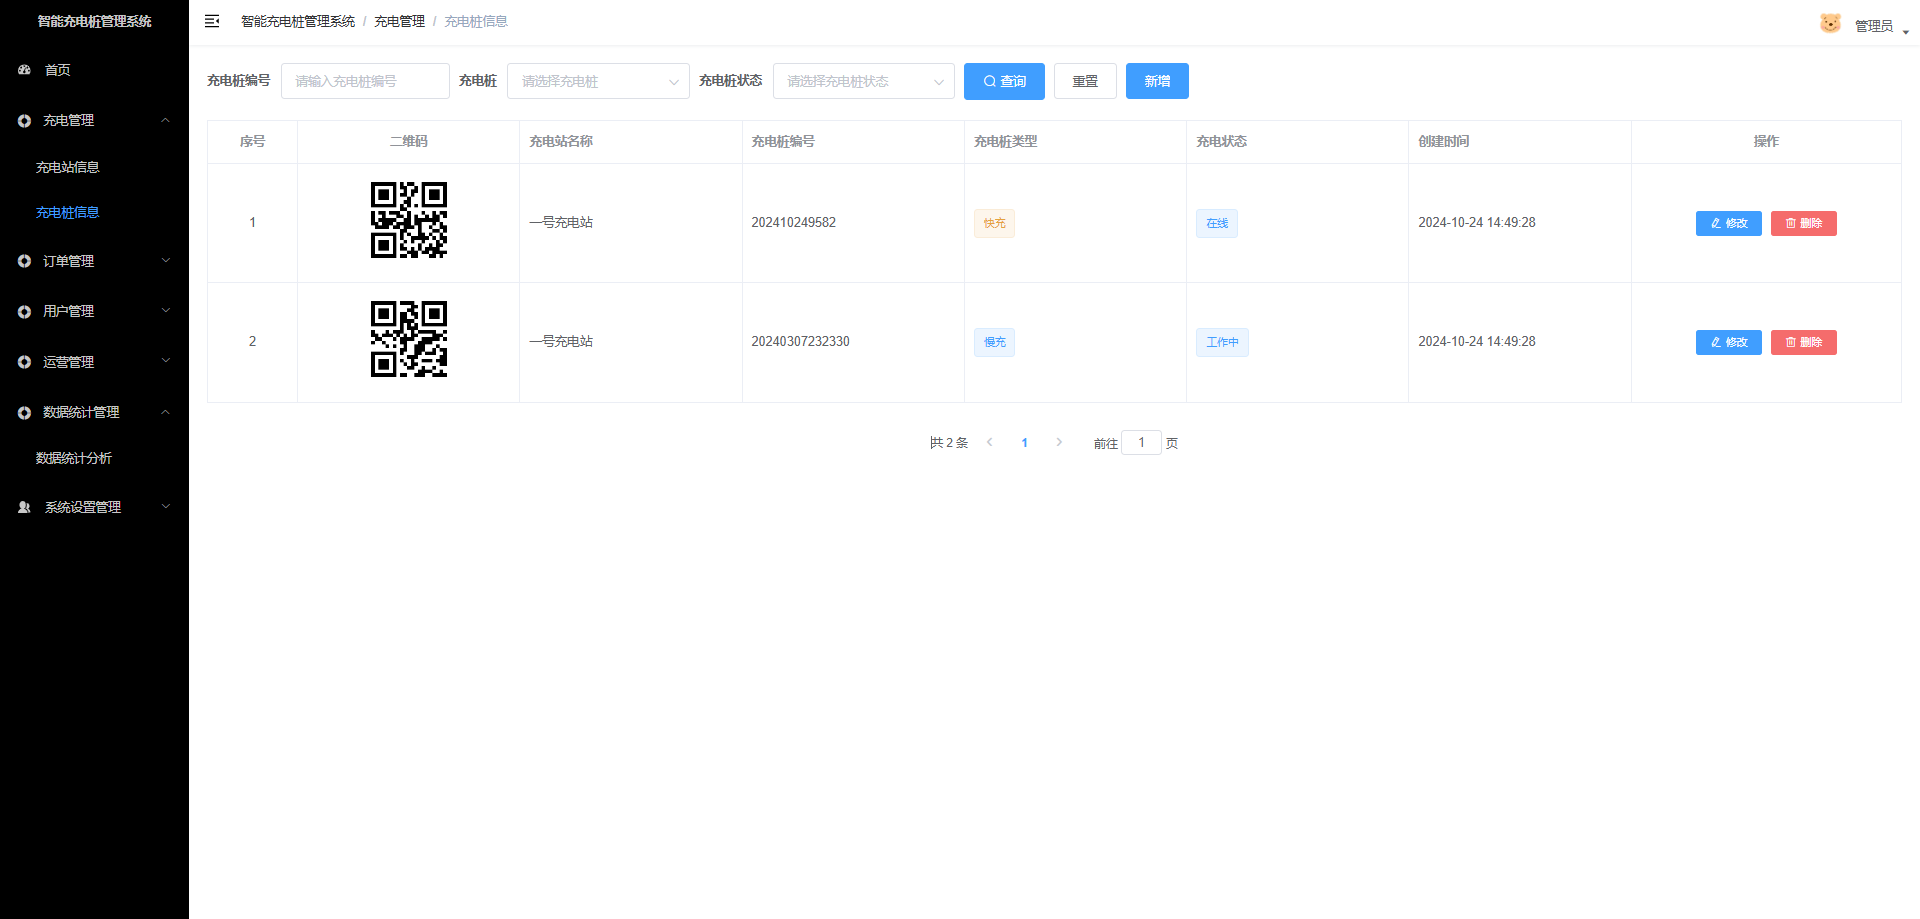 智能充电桩管理系统
首页
充电管理
充电站信息
充电桩信息
订单管理
用户管理
运营管理
数据统计管理
数据统计分析
系统设置管理
智能充电桩管理系统 / 充电管理 / 充电桩信息
管理员
充电桩编号 请输入充电桩编号 充电桩 请选择充电桩 充电桩状态 请选择充电桩状态 查询 重置 新增
序号 二维码 充电站名称 充电桩编号 充电桩类型 充电状态 创建时间 操作
1 一号充电站 202410249582 快充 在线 2024-10-24 14:49:28 修改 删除
2 一号充电站 20240307232330 慢充 工作中 2024-10-24 14:49:28 修改 删除
共 2 条 1 前往 1 页